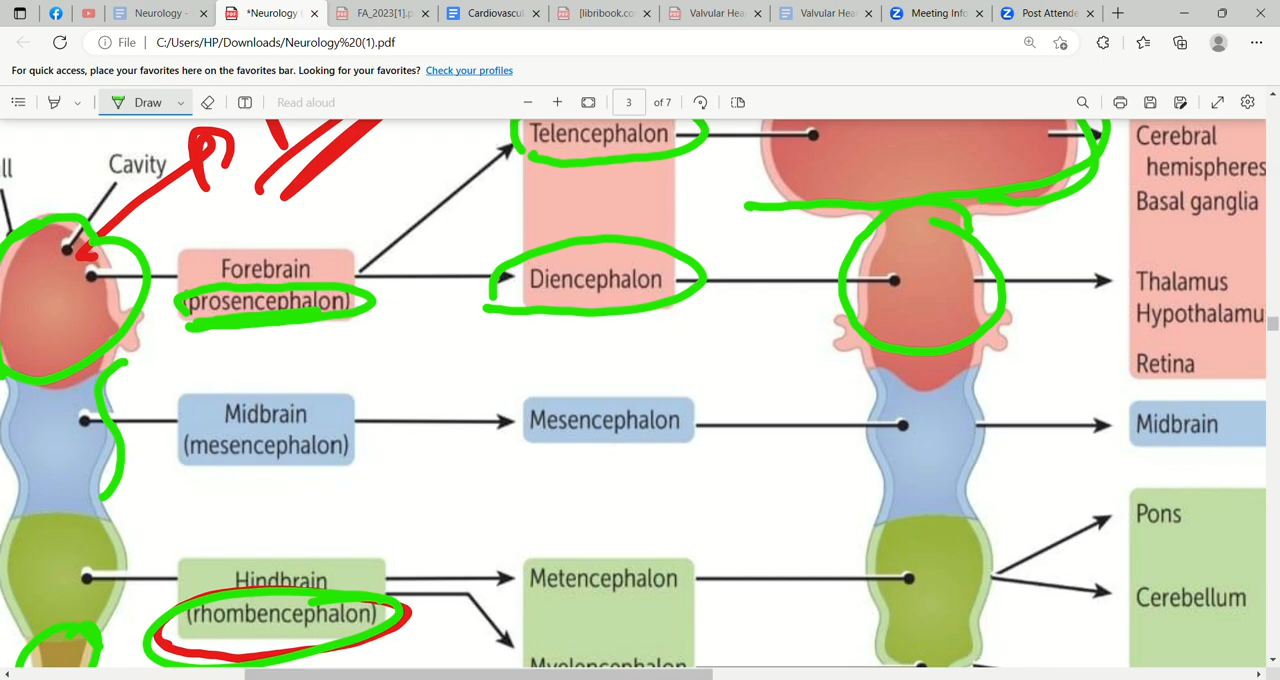 Neurology -
*Neurology (
FA_2023[1].p
Cardiovascu
[libribook.co
Valvular Hea
Valvular Hea
Meeting Info
Post Attende
File
C:/Users/HP/Downloads/Neurology%20(1).pdf
For quick access, place your favorites here on the favorites bar. Looking for your favorites? Check your profiles
Draw
Read aloud
3 of 7
ll
Cavity
Telencephalon
Cerebral
hemispheres
Basal ganglia
Forebrain
(prosencephalon)
Diencephalon
Thalamus
Hypothalamu
Retina
Midbrain
(mesencephalon)
Mesencephalon
Midbrain
Pons
Hindbrain
(rhombencephalon)
Metencephalon
Cerebellum
Myelencephalon